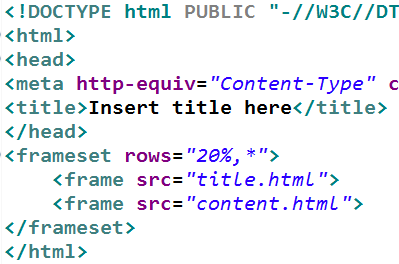 <!DOCTYPE html PUBLIC "-//W3C//DT
<html>
<head>
<meta http-equiv="Content-Type" c
<title>Insert title here</title>
</head>
<frameset rows="20%,*">
    <frame src="title.html">
    <frame src="content.html">
</frameset>
</html>